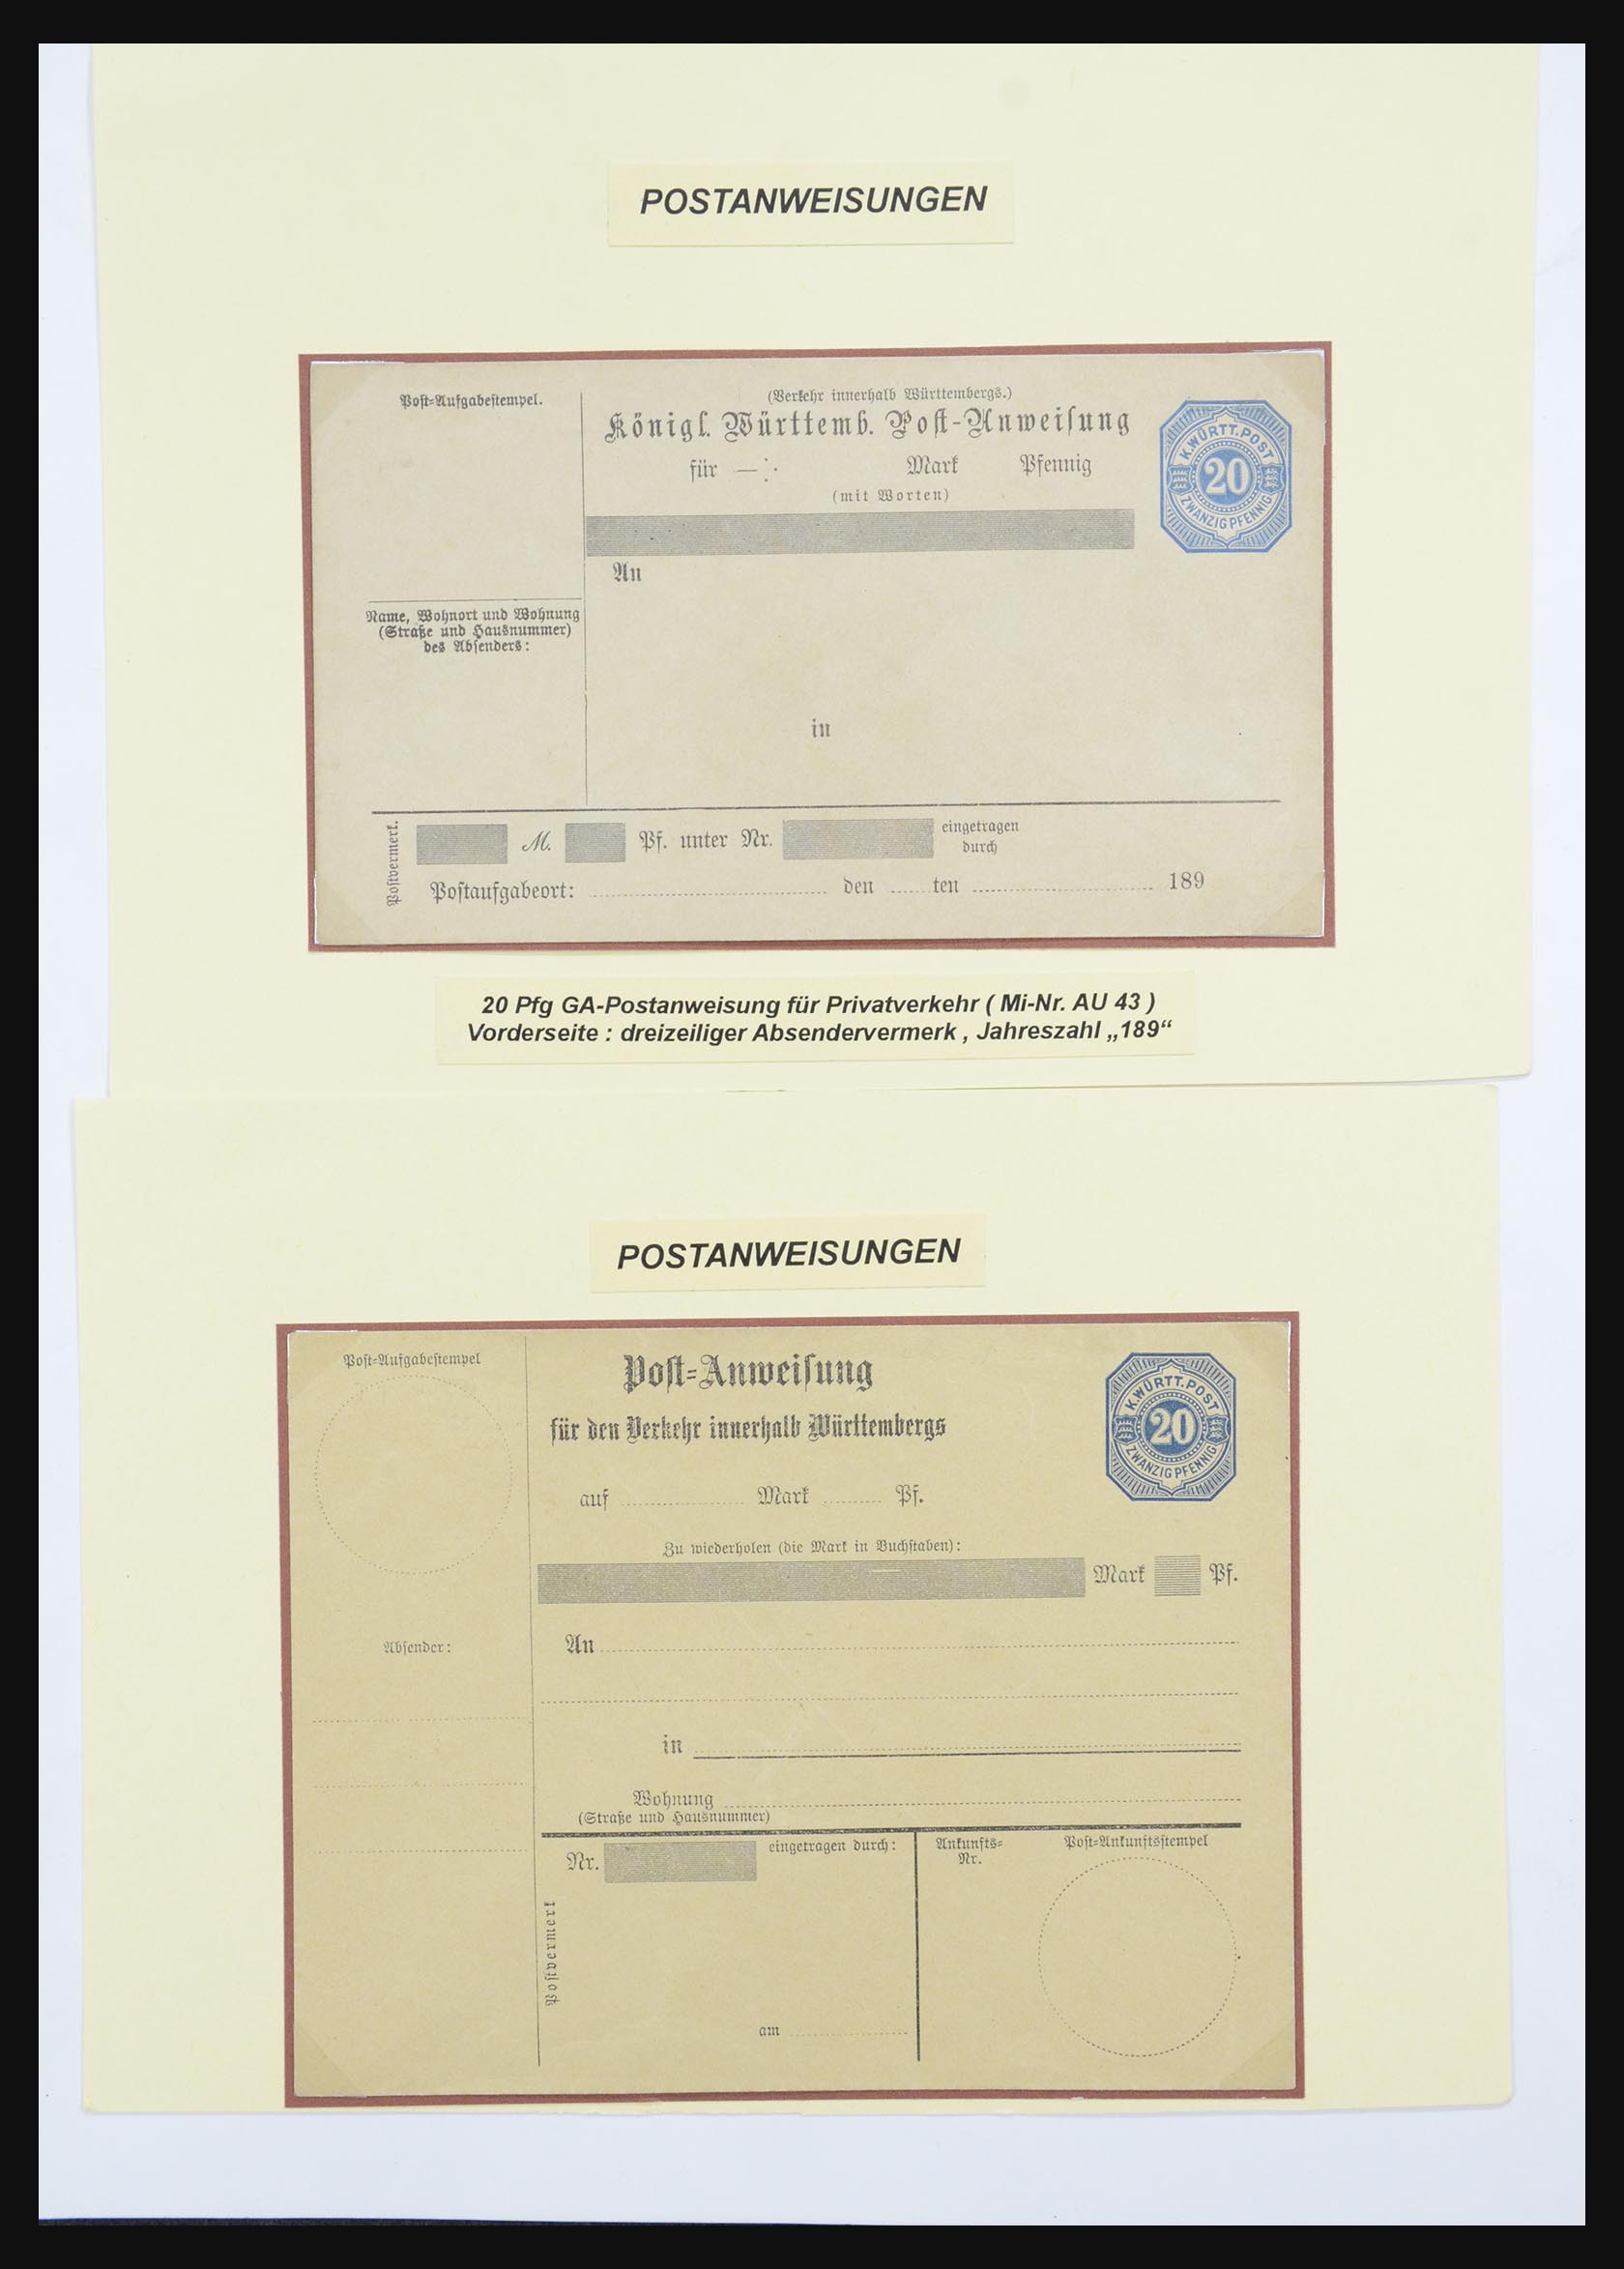 POSTANWEISUNGEN
Post-Aufgabestempel.
(Verkehr innerhalb Württembergs.)
Königl. Württemb. Post-Anweisung
für — Mark Pfennig
(mit Worten)
K. WÜRTT. POST
20
ZWANZIG PFENNIG
An
Name, Wohnort und Wohnung
(Straße und Hausnummer)
des Absenders:
in
Postvermerk.
M. Pf. unter Nr. eingetragen
durch
Postaufgabeort: den ten 189
20 Pfg GA-Postanweisung für Privatverkehr ( Mi-Nr. AU 43 )
Vorderseite : dreizeiliger Absendervermerk , Jahreszahl „189“
POSTANWEISUNGEN
Post-Aufgabestempel
Post-Anweisung
für den Verkehr innerhalb Württembergs
K. WÜRTT. POST
20
ZWANZIG PFENNIG
auf Mark Pf.
Zu wiederholen (die Mark in Buchstaben):
Mark Pf.
Absender:
An
in
Wohnung
(Straße und Hausnummer)
Nr. eingetragen durch:
Postvermerk
am
Ankunfts-
Nr.
Post-Ankunftsstempel